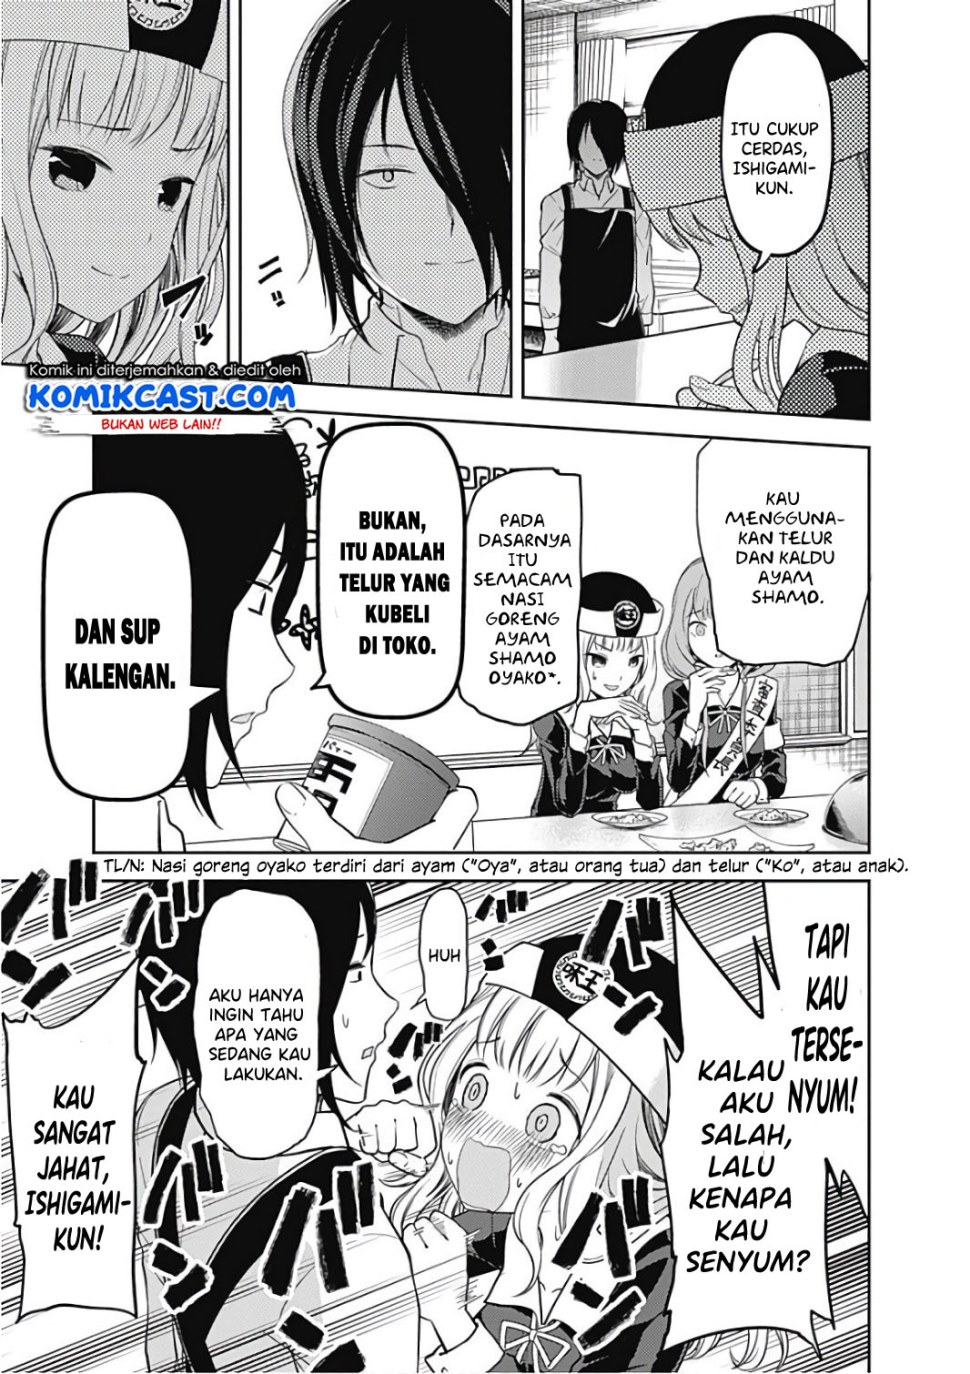 ITU CUKUP
CERDAS,
ISHIGAMI-
KUN.
Komik ini diterjemahkan & diedit oleh
KOMIKCAST.COM
BUKAN WEB LAIN!!
KAU
MENGGUNA-
KAN TELUR
DAN KALDU
AYAM
SHAMO.
PADA
DASARNYA
ITU
SEMACAM
NASI
GORENG
AYAM
SHAMO
OYAKO*.
BUKAN,
ITU ADALAH
TELUR YANG
KUBELI
DI TOKO.
DAN SUP
KALENGAN.
TL/N: Nasi goreng oyako terdiri dari ayam ("Oya", atau orang tua) dan telur ("Ko", atau anak).
TAPI
KAU
TERSE-
NYUM!
KALAU
AKU
SALAH,
LALU
KENAPA
KAU
SENYUM?
味王
HUH
AKU HANYA
INGIN TAHU
APA YANG
SEDANG KAU
LAKUKAN.
KAU
SANGAT
JAHAT,
ISHIGAMI-
KUN!